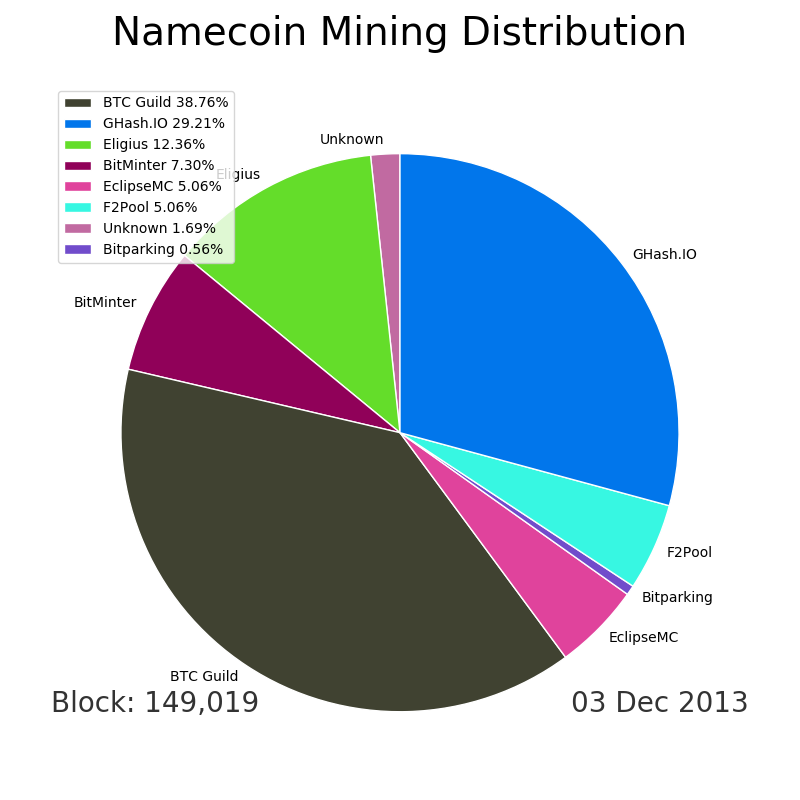 Namecoin Mining Distribution
BTC Guild 38.76%
GHash.IO 29.21%
Eligius 12.36%
BitMinter 7.30%
EclipseMC 5.06%
F2Pool 5.06%
Unknown 1.69%
Bitparking 0.56%
Unknown
Eligius
GHash.IO
BitMinter
F2Pool
Bitparking
EclipseMC
BTC Guild
Block: 149,019
03 Dec 2013